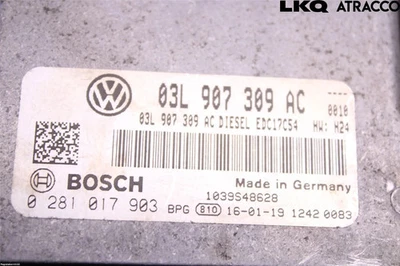 LKQ ATRACCO
03L 907 309 AC 0010
03L 907 309 AC DIESEL EDC17C54 HW: H24
Made in Germany
BOSCH 1039S48628
0 281 017 903 BPG 810 16-01-19 1242 0083